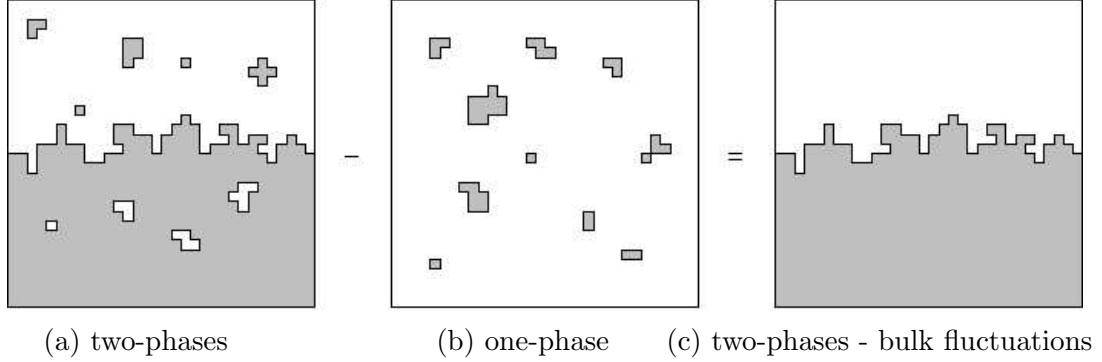 − =
(a) two-phases (b) one-phase (c) two-phases - bulk fluctuations